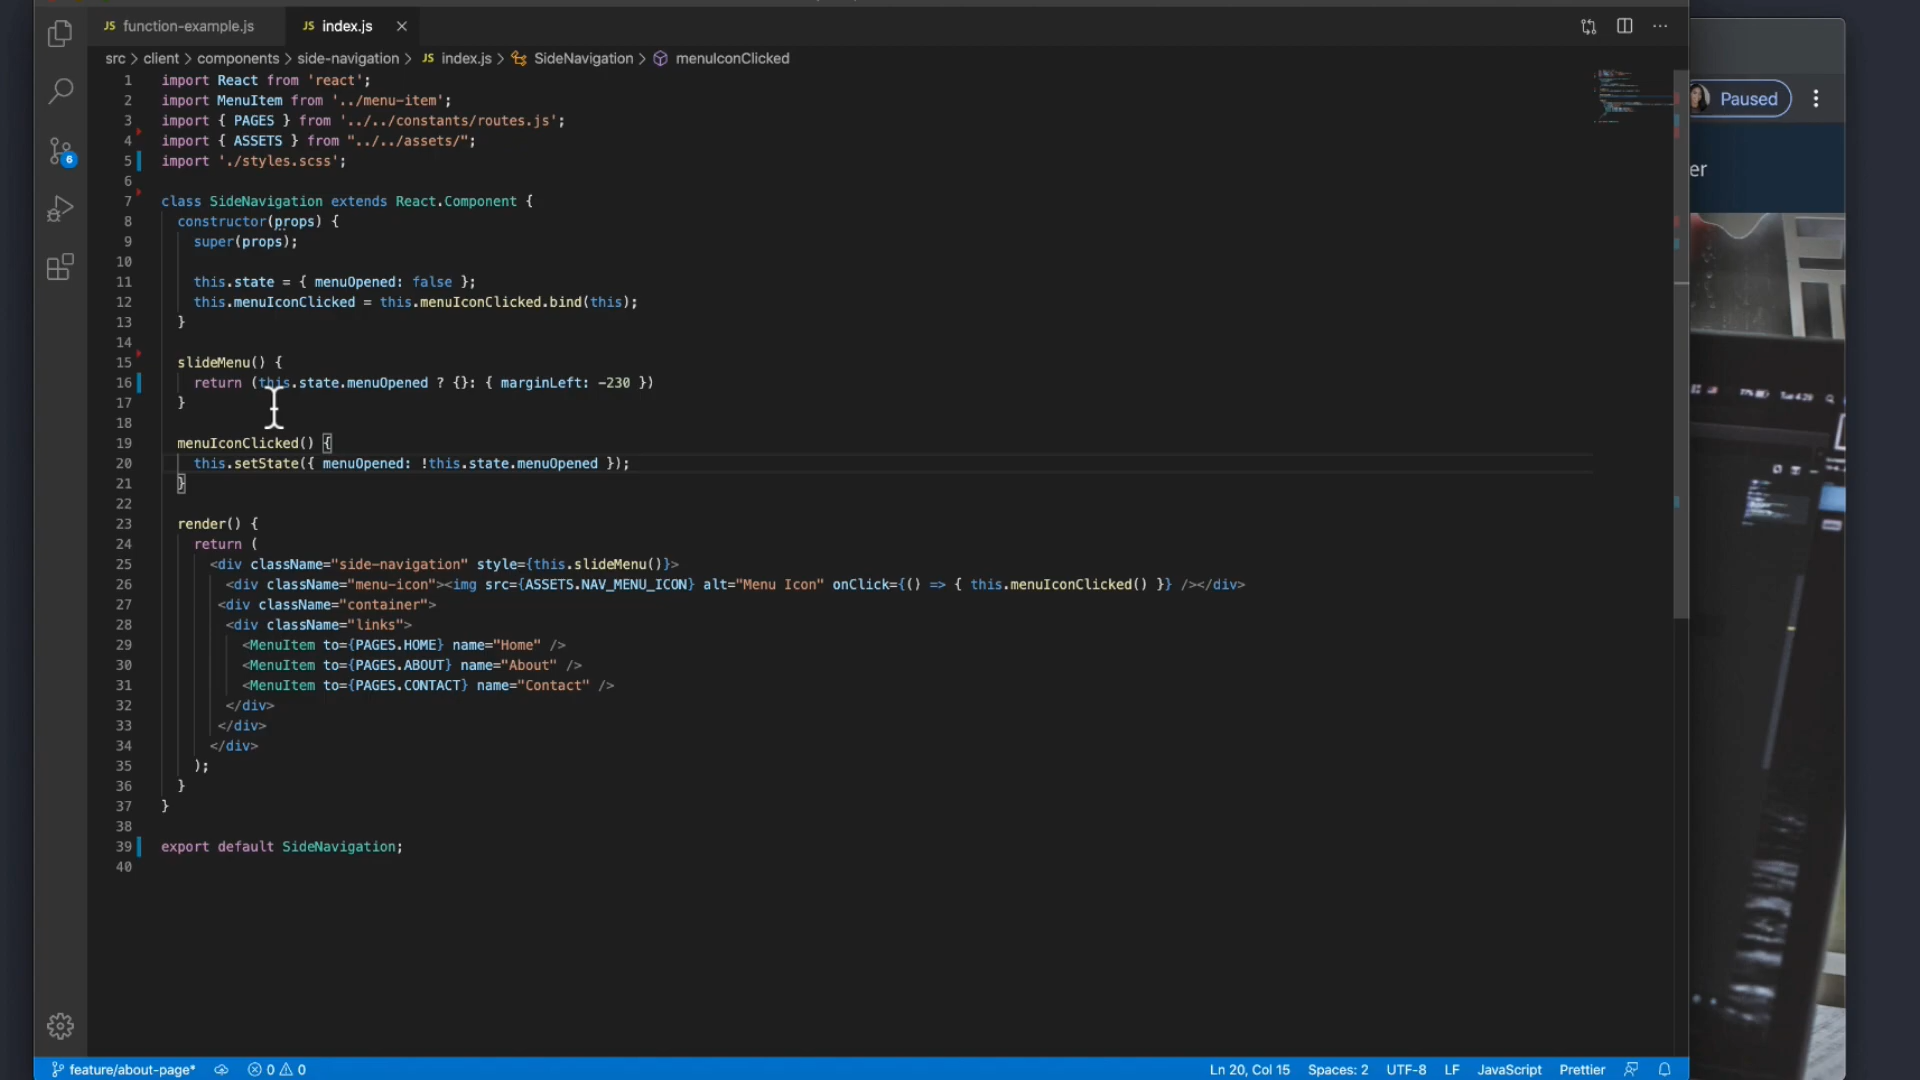 function-example.js
index.js
Paused
src > client > components > side-navigation > JS index.js > SideNavigation > menuIconClicked
er
1 import React from 'react';
2 import MenuItem from '../menu-item';
3 import { PAGES } from '../../constants/routes.js';
4 import { ASSETS } from "../../assets/";
5 import './styles.scss';
6
7 class SideNavigation extends React.Component {
8 constructor(props) {
9 super(props);
10
11 this.state = { menuOpened: false };
12 this.menuIconClicked = this.menuIconClicked.bind(this);
13 }
14
15 slideMenu() {
16 return (this.state.menuOpened ? {}: { marginLeft: -230 })
17 }
18
19 menuIconClicked() {
20 this.setState({ menuOpened: !this.state.menuOpened });
21 }
22
23 render() {
24 return (
25 <div className="side-navigation" style={this.slideMenu()}>
26 <div className="menu-icon"><img src={ASSETS.NAV_MENU_ICON} alt="Menu Icon" onClick={() => { this.menuIconClicked() }} /></div>
27 <div className="container">
28 <div className="links">
29 <MenuItem to={PAGES.HOME} name="Home" />
30 <MenuItem to={PAGES.ABOUT} name="About" />
31 <MenuItem to={PAGES.CONTACT} name="Contact" />
32 </div>
33 </div>
34 </div>
35 );
36 }
37 }
38
39 export default SideNavigation;
40
6
feature/about-page* 0 0 Ln 20, Col 15 Spaces: 2 UTF-8 LF JavaScript Prettier